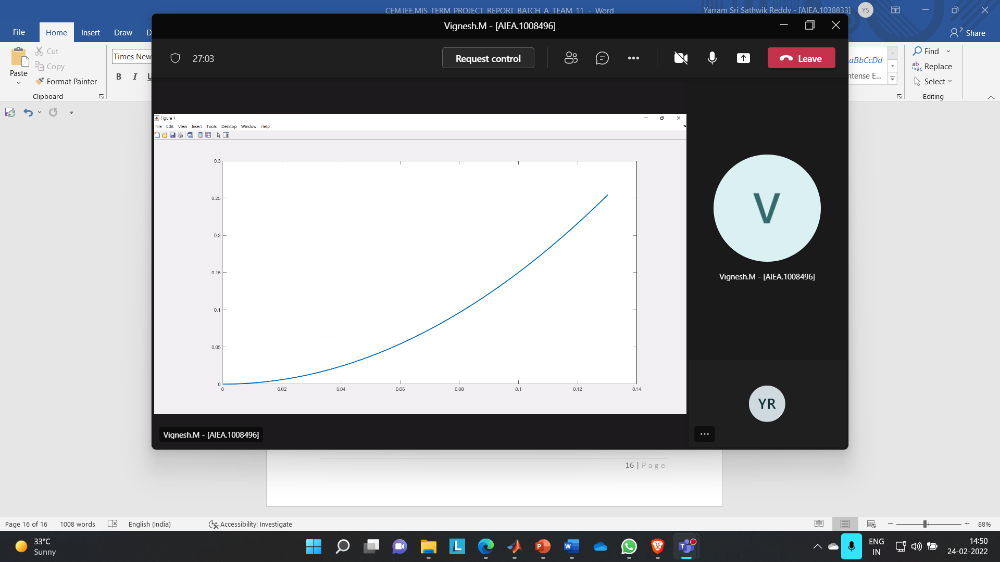 CEM.IEE.MIS TERM PROJECT REPORT BATCH A TEAM 11 - Word
Yarram Sri Sathwik Reddy - [AIEA.1038833]
YS
File
Home
Insert
Draw
D
2 Share
Vignesh.M - [AIEA.1008496]
27:03
Request control
Leave
Paste
Cut
Copy
Format Painter
Clipboard
Times New
B I U
aBbCcDd
ntense E...
Find
Replace
Select
Editing
Figure 1
File Edit View Insert Tools Desktop Window Help
0.3
0.25
0.2
0.15
0.1
0.05
0
0 0.02 0.04 0.06 0.08 0.1 0.12 0.14
V
Vignesh.M - [AIEA.1008496]
YR
Vignesh.M - [AIEA.1008496]
16 | Page
Page 16 of 16
1008 words
English (India)
Accessibility: Investigate
88%
33°C
Sunny
L
P
W
T
ENG
IN
14:50
24-02-2022